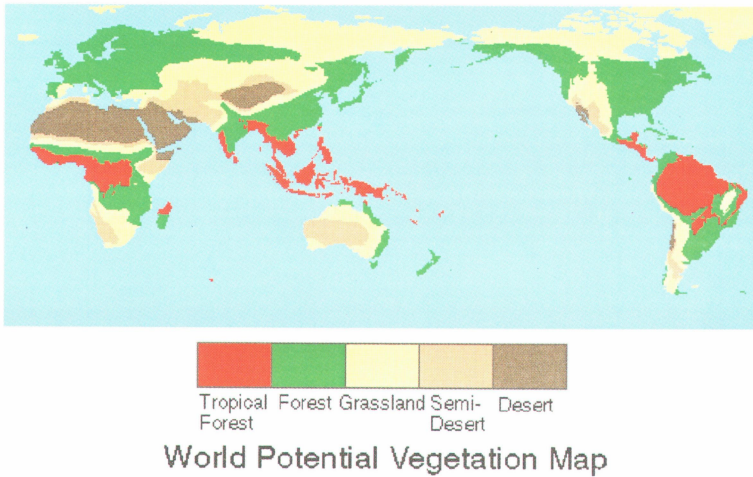 Tropical Forest Grassland Semi- Desert
Forest Desert
World Potential Vegetation Map